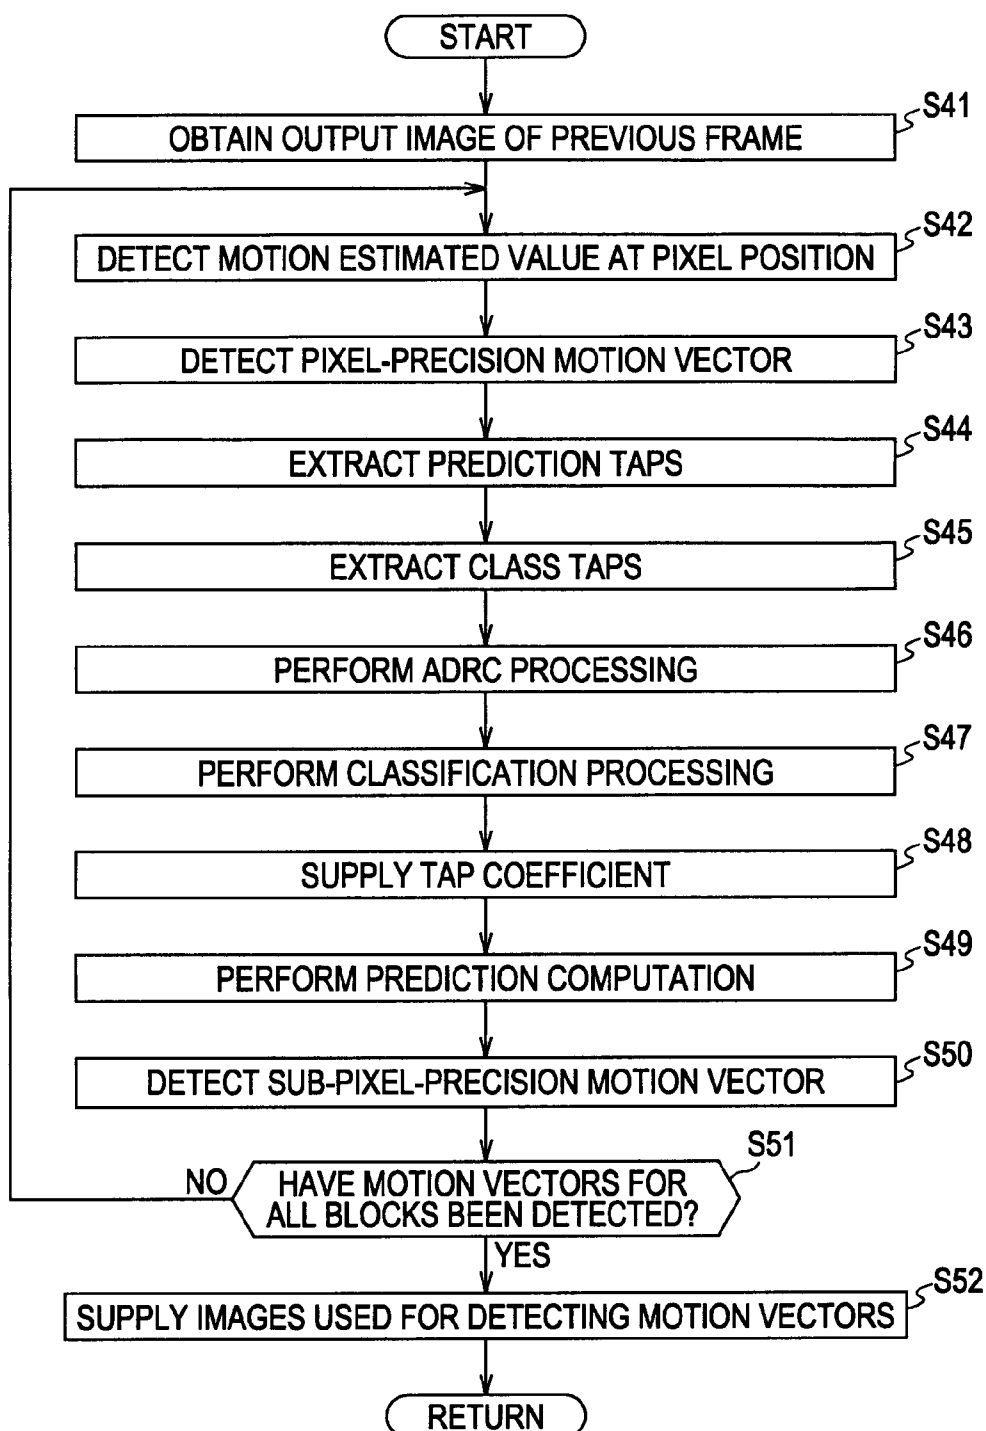 START
S41
OBTAIN OUTPUT IMAGE OF PREVIOUS FRAME
S42
DETECT MOTION ESTIMATED VALUE AT PIXEL POSITION
S43
DETECT PIXEL-PRECISION MOTION VECTOR
S44
EXTRACT PREDICTION TAPS
S45
EXTRACT CLASS TAPS
S46
PERFORM ADRC PROCESSING
S47
PERFORM CLASSIFICATION PROCESSING
S48
SUPPLY TAP COEFFICIENT
S49
PERFORM PREDICTION COMPUTATION
S50
DETECT SUB-PIXEL-PRECISION MOTION VECTOR
S51
NO
HAVE MOTION VECTORS FOR
ALL BLOCKS BEEN DETECTED?
YES
S52
SUPPLY IMAGES USED FOR DETECTING MOTION VECTORS
RETURN